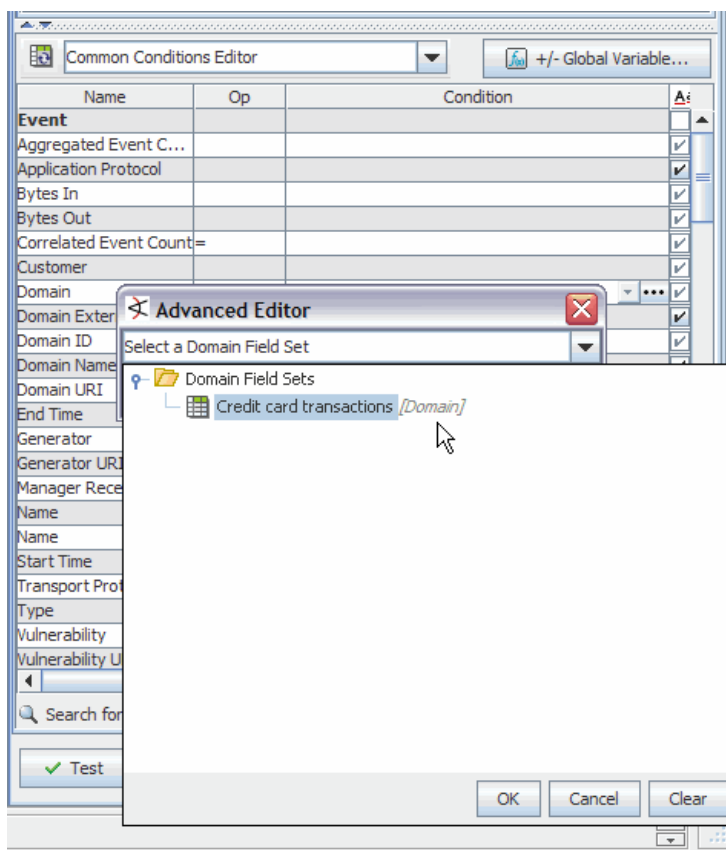 Common Conditions Editor
+/- Global Variable...
Name Op Condition
Event
Aggregated Event C...
Application Protocol
Bytes In
Bytes Out
Correlated Event Count =
Customer
Domain
Domain Exter
Domain ID
Domain Name
Domain URI
End Time
Generator
Generator URI
Manager Rece
Name
Name
Start Time
Transport Prot
Type
Vulnerability
Vulnerability U
Search for
Test
Advanced Editor
Select a Domain Field Set
Domain Field Sets
Credit card transactions [Domain]
OK Cancel Clear